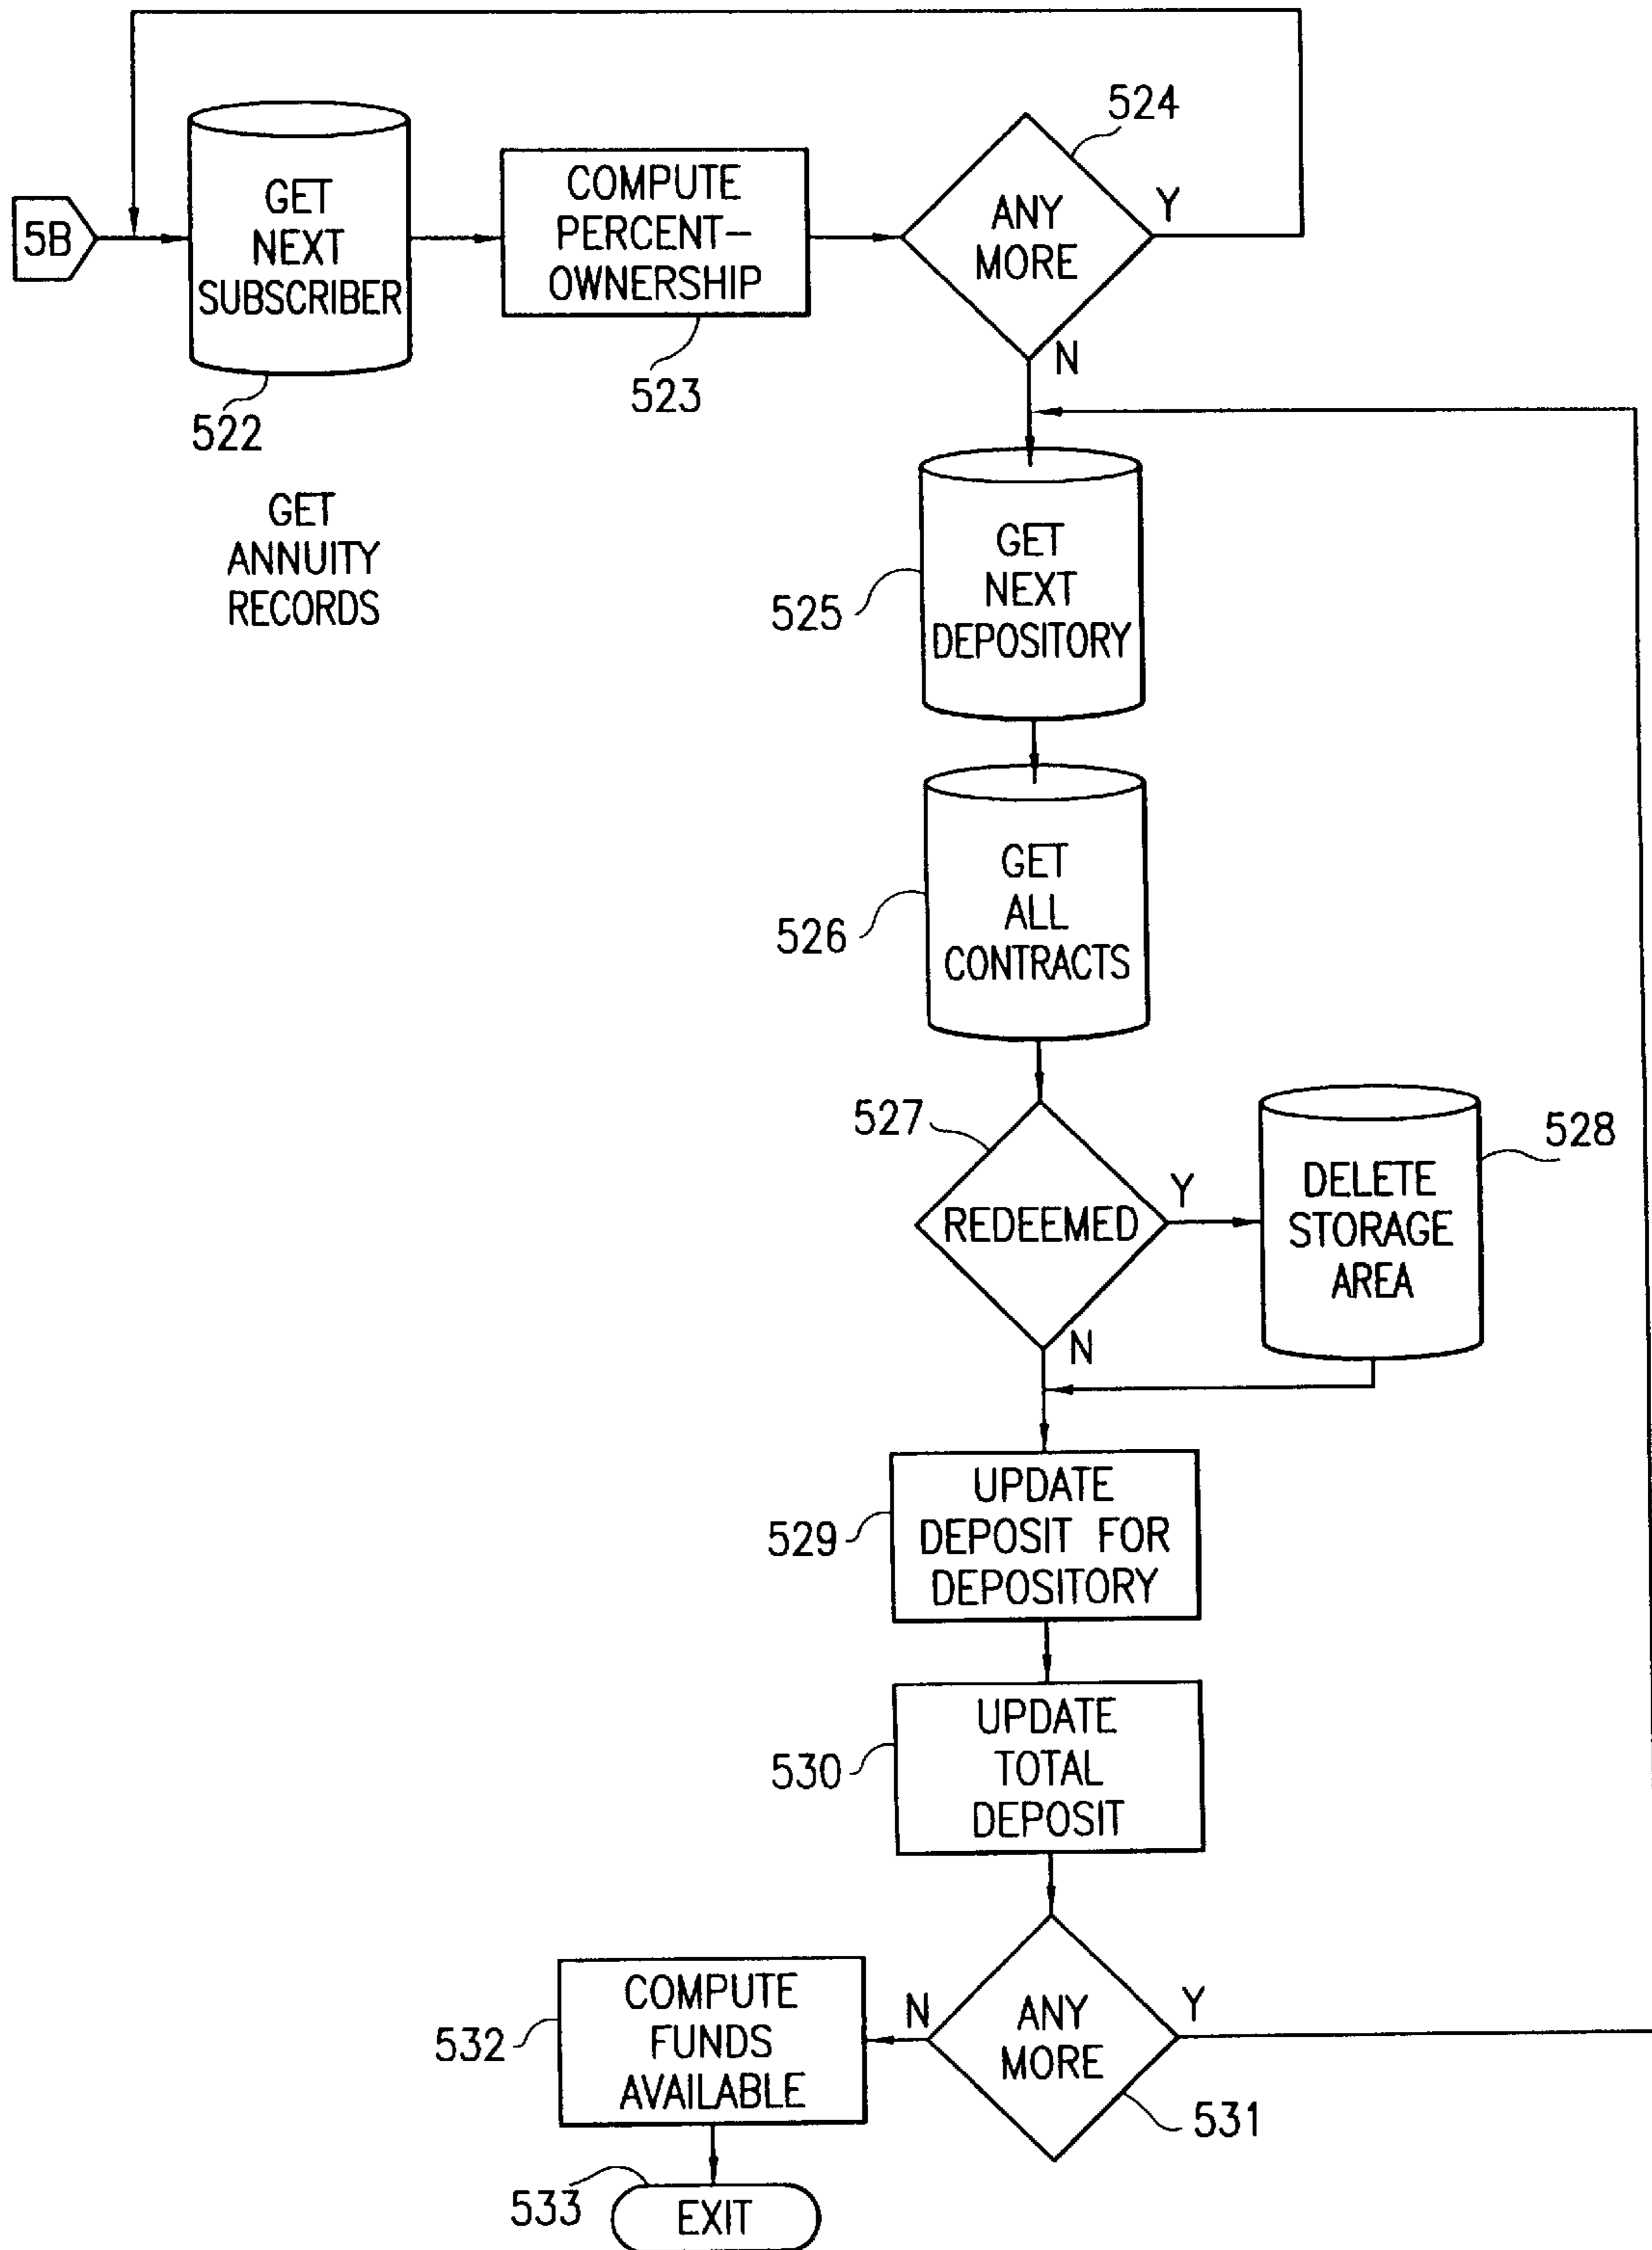 524
5B
GET
NEXT
SUBSCRIBER
COMPUTE
PERCENT-
OWNERSHIP
ANY
MORE
Y
N
522
523
GET
ANNUITY
RECORDS
GET
NEXT
DEPOSITORY
525
GET
ALL
CONTRACTS
526
527
REDEEMED
Y
N
DELETE
STORAGE
AREA
528
UPDATE
DEPOSIT FOR
DEPOSITORY
529
UPDATE
TOTAL
DEPOSIT
530
ANY
MORE
N
Y
531
COMPUTE
FUNDS
AVAILABLE
532
533
EXIT